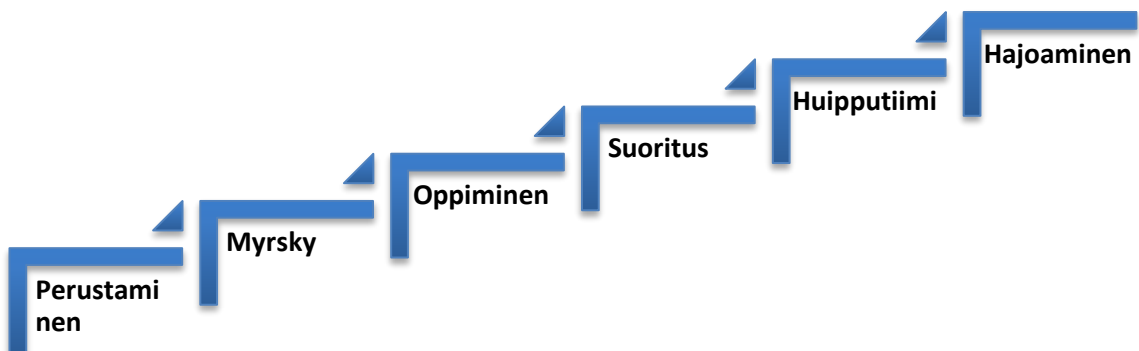 Perustami
nen
Myrsky
Oppiminen
Suoritus
Huipputiimi
Hajoaminen